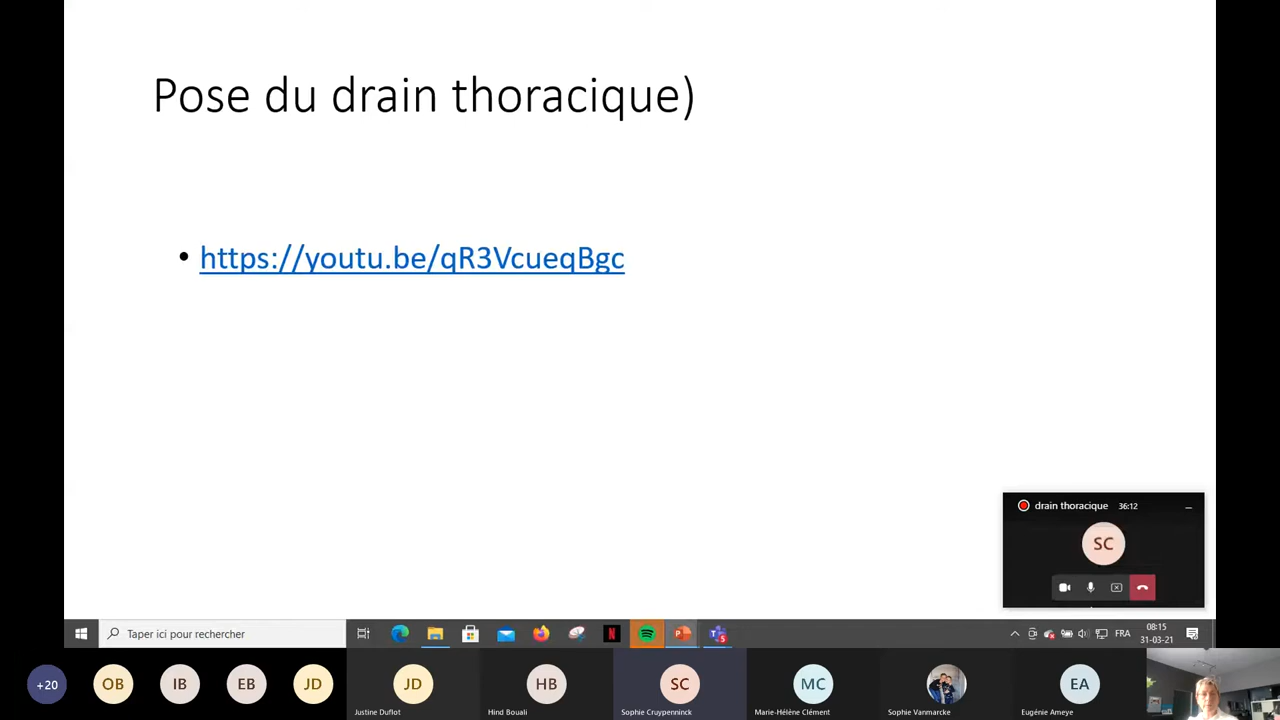 Pose du drain thoracique)
• https://youtu.be/qR3VcueqBgc
drain thoracique 36:12
SC
Taper ici pour rechercher
N
FRA
08:15
31-03-21
+20
OB
IB
EB
JD
JD
Justine Duflot
HB
Hind Bouali
SC
Sophie Cruypenninck
MC
Marie-Hélène Clément
Sophie Vanmarcke
EA
Eugénie Ameye